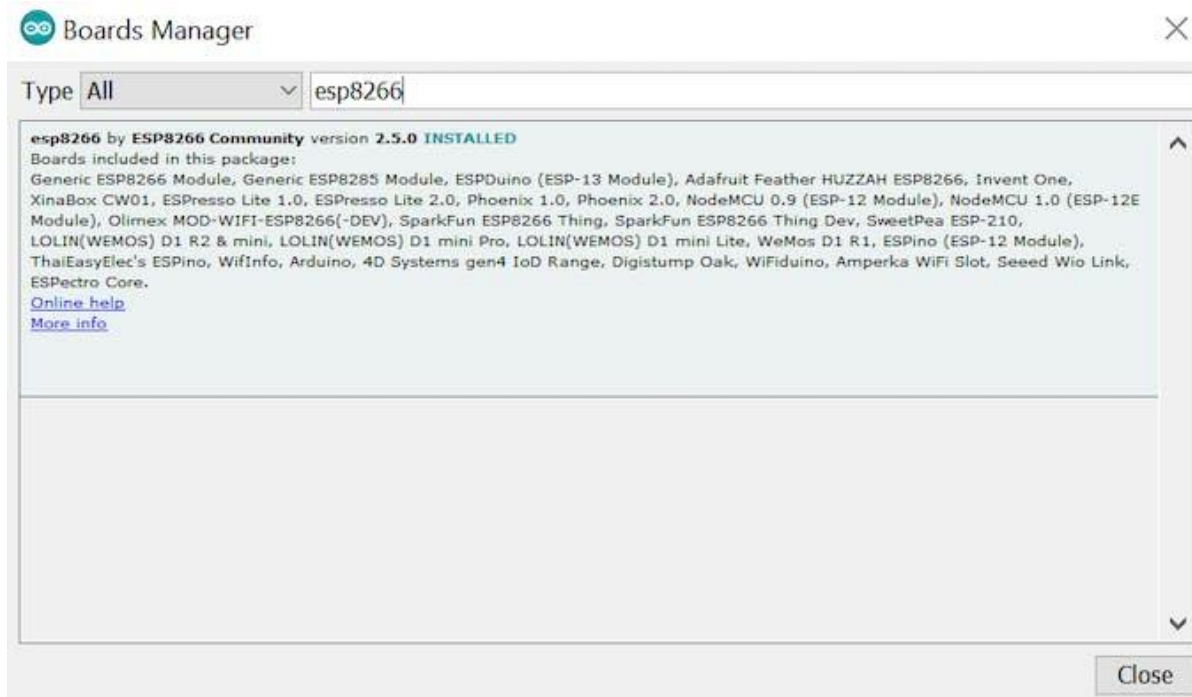 Boards Manager
Type All esp8266
esp8266 by ESP8266 Community version 2.5.0 INSTALLED
Boards included in this package:
Generic ESP8266 Module, Generic ESP8285 Module, ESPDuino (ESP-13 Module), Adafruit Feather HUZZAH ESP8266, Invent One,
XinaBox CW01, ESPresso Lite 1.0, ESPresso Lite 2.0, Phoenix 1.0, Phoenix 2.0, NodeMCU 0.9 (ESP-12 Module), NodeMCU 1.0 (ESP-12E
Module), Olimex MOD-WIFI-ESP8266(-DEV), SparkFun ESP8266 Thing, SparkFun ESP8266 Thing Dev, SweetPea ESP-210,
LOLIN(WEMOS) D1 R2 & mini, LOLIN(WEMOS) D1 mini Pro, LOLIN(WEMOS) D1 mini Lite, WeMos D1 R1, ESPino (ESP-12 Module),
ThaiEasyElec's ESPino, WifInfo, Arduino, 4D Systems gen4 IoD Range, Digistump Oak, WiFiduino, Amperka WiFi Slot, Seeed Wio Link,
ESPectro Core.
Online help
More info
Close